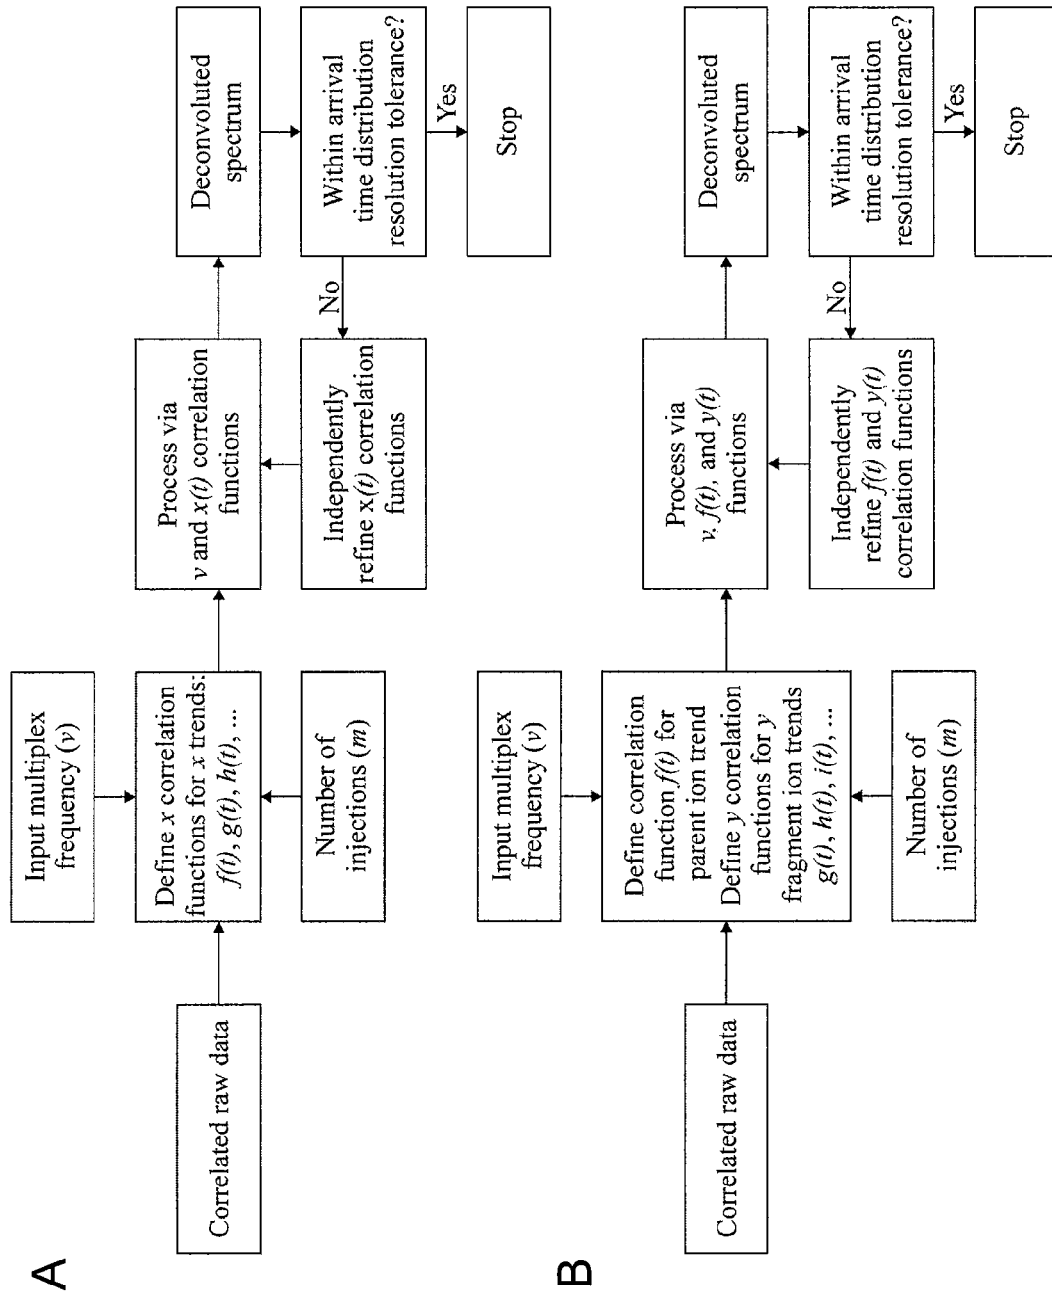 A
Correlated raw data
Input multiplex
frequency (v)
Define x correlation
functions for x trends:
f(t), g(t), h(t), ...
Number of
injections (m)
Process via
v and x(t) correlation
functions
Independently
refine x(t) correlation
functions
No
Deconvoluted
spectrum
Within arrival
time distribution
resolution tolerance?
Yes
Stop
B
Correlated raw data
Input multiplex
frequency (v)
Define correlation
function f(t) for
parent ion trend
Define y correlation
functions for y
fragment ion trends
g(t), h(t), i(t), ...
Number of
injections (m)
Process via
v. f(t), and y(t)
functions
Independently
refine f(t) and y(t)
correlation functions
No
Deconvoluted
spectrum
Within arrival
time distribution
resolution tolerance?
Yes
Stop